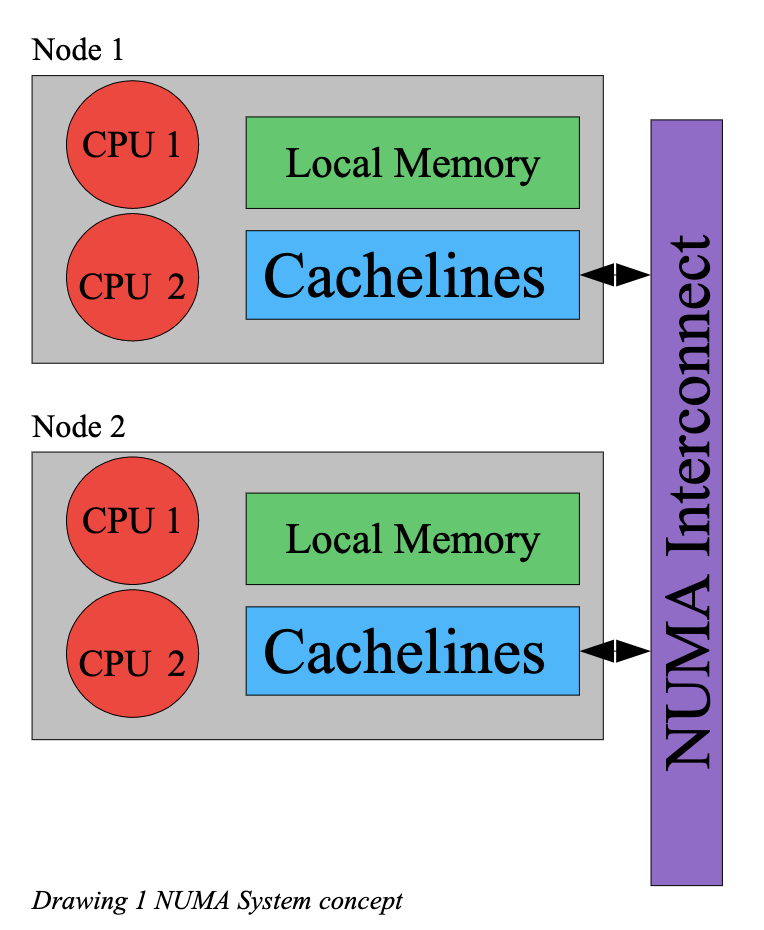 Node 1
CPU 1
Local Memory
CPU 2
Cachelines
Node 2
CPU 1
Local Memory
CPU 2
Cachelines
NUMA Interconnect
Drawing 1 NUMA System concept